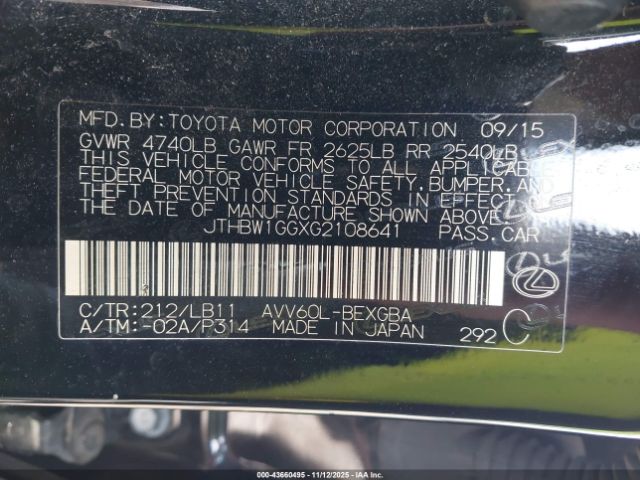 MFD.BY:TOYOTA MOTOR CORPORATION 09/15
GVWR 4740LB GAWR FR 2625LB RR 2540LB
THIS VEHICLE CONFORMS TO ALL APPLICABLE
FEDERAL MOTOR VEHICLE SAFETY,BUMPER,AND
THEFT PREVENTION STANDARDS IN EFFECT ON
THE DATE OF MANUFACTURE SHOWN ABOVE.
JTHBW1GGXG2108641 PASS.CAR
C/TR:212/LB11 AVV60L-BEXGBA
A/TM:-02A/P314 MADE IN JAPAN 292 C
000-43660495 - 11/12/2025 - IAAI.COM